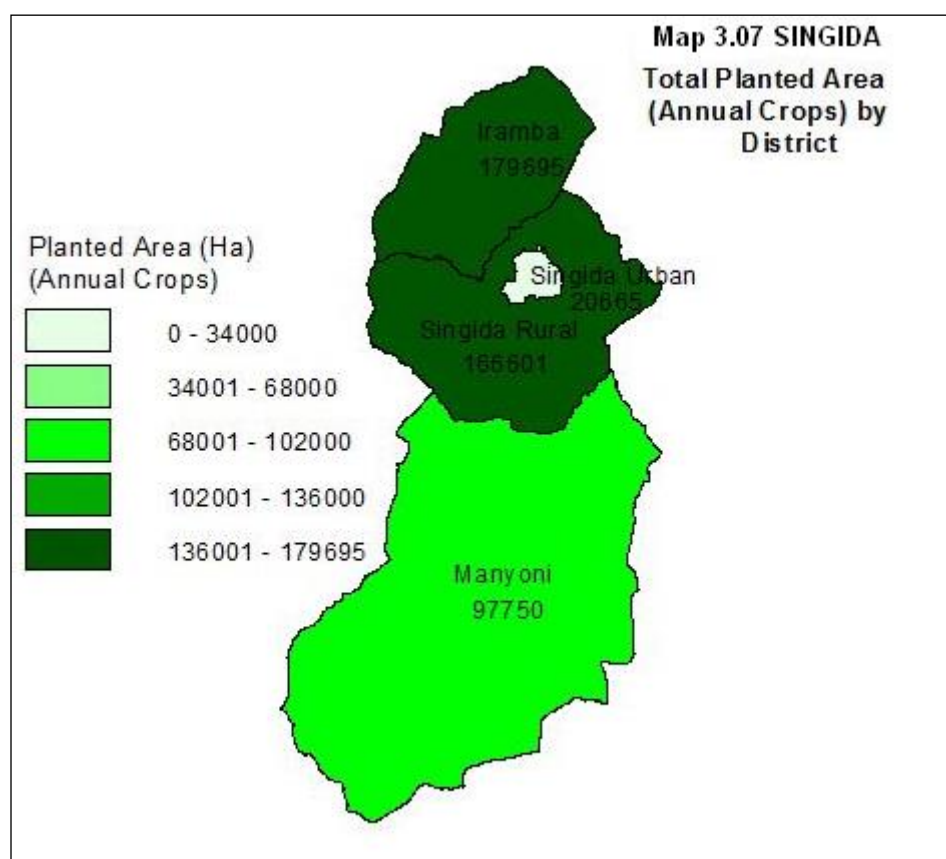 Map 3.07 SINGIDA
Total Planted Area
(Annual Crops) by
District
Iramba
179695
Planted Area (Ha)
(Annual Crops)
0 - 34000
34001 - 68000
68001 - 102000
102001 - 136000
136001 - 179695
Singida Urban
20665
Singida Rural
166601
Manyoni
97750